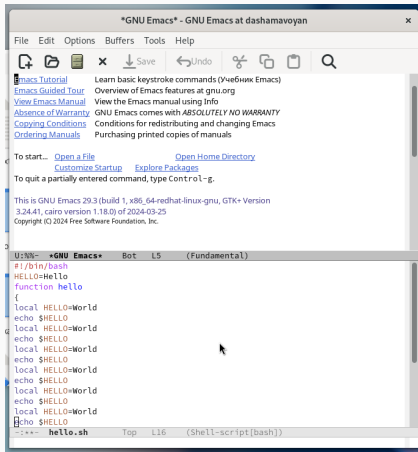 *GNU Emacs* - GNU Emacs at dashamavoyan
File Edit Options Buffers Tools Help
Save Undo
Emacs Tutorial Learn basic keystroke commands (Учебник Emacs)
Emacs Guided Tour Overview of Emacs features at gnu.org
View Emacs Manual View the Emacs manual using Info
Absence of Warranty GNU Emacs comes with ABSOLUTELY NO WARRANTY
Copying Conditions Conditions for redistributing and changing Emacs
Ordering Manuals Purchasing printed copies of manuals
To start... Open a File Open Home Directory
Customize Startup Explore Packages
To quit a partially entered command, type Control-g.
This is GNU Emacs 29.3 (build 1, x86_64-redhat-linux-gnu, GTK+ Version
3.24.41, cairo version 1.18.0) of 2024-03-25
Copyright (C) 2024 Free Software Foundation, Inc.
U:%%- *GNU Emacs* Bot L5 (Fundamental)
#!/bin/bash
HELLO=Hello
function hello
{
local HELLO=World
echo $HELLO
local HELLO=World
echo $HELLO
local HELLO=World
echo $HELLO
local HELLO=World
echo $HELLO
local HELLO=World
echo $HELLO
local HELLO=World
echo $HELLO
-:**- hello.sh Top L16 (Shell-script[bash])